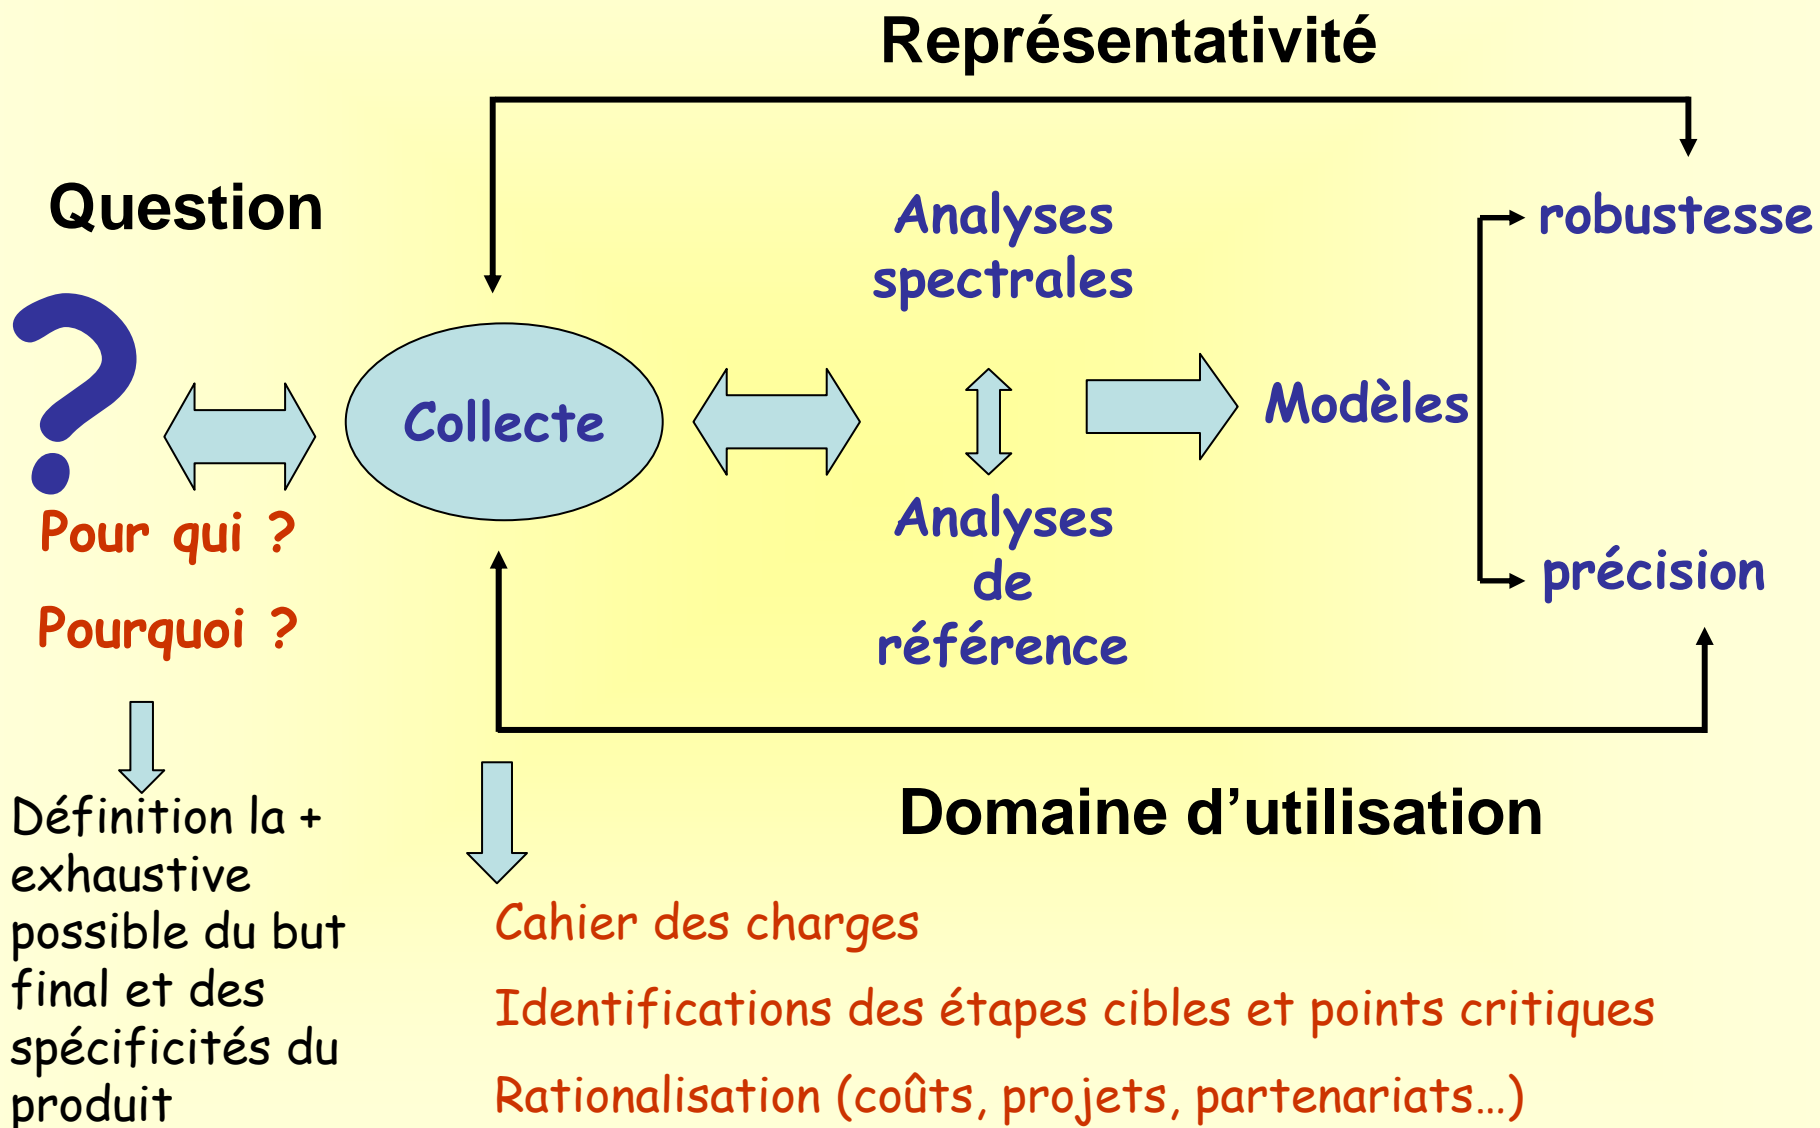 Représentativité
Question
?
Pour qui ?
Pourquoi ?
Définition la +
exhaustive
possible du but
final et des
spécificités du
produit
Collecte
Analyses
spectrales
Analyses
de
référence
Modèles
robustesse
précision
Domaine d’utilisation
Cahier des charges
Identifications des étapes cibles et points critiques
Rationalisation (coûts, projets, partenariats…)